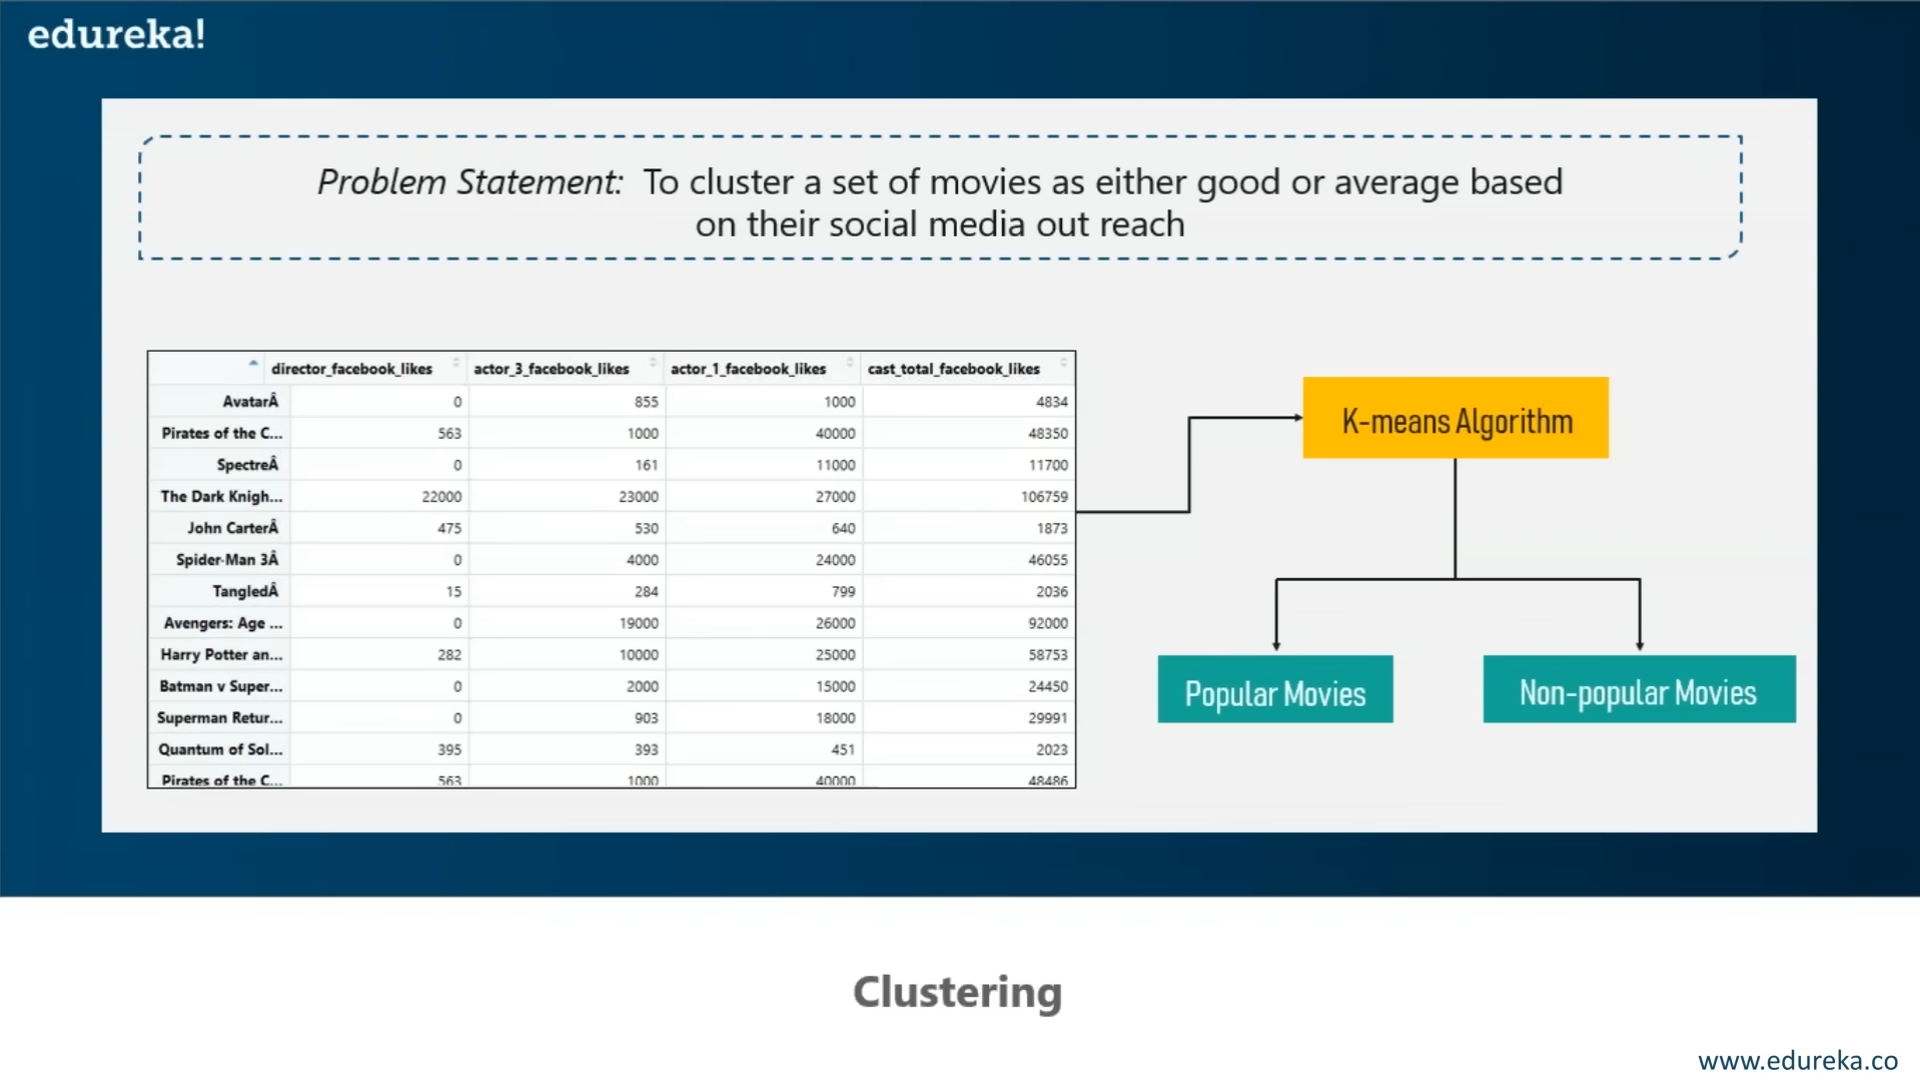 edureka!
Problem Statement: To cluster a set of movies as either good or average based
on their social media out reach
director_facebook_likes actor_3_facebook_likes actor_1_facebook_likes cast_total_facebook_likes
AvatarÂ 0 855 1000 4834
Pirates of the C... 563 1000 40000 48350
SpectreÂ 0 161 11000 11700
The Dark Knigh... 22000 23000 27000 106759
John CarterÂ 475 530 640 1873
Spider-Man 3Â 0 4000 24000 46055
TangledÂ 15 284 799 2036
Avengers: Age ... 0 19000 26000 92000
Harry Potter an... 282 10000 25000 58753
Batman v Super... 0 2000 15000 24450
Superman Retur... 0 903 18000 29991
Quantum of Sol... 395 393 451 2023
Pirates of the C... 563 1000 40000 48486
K-means Algorithm
Popular Movies
Non-popular Movies
Clustering
www.edureka.co